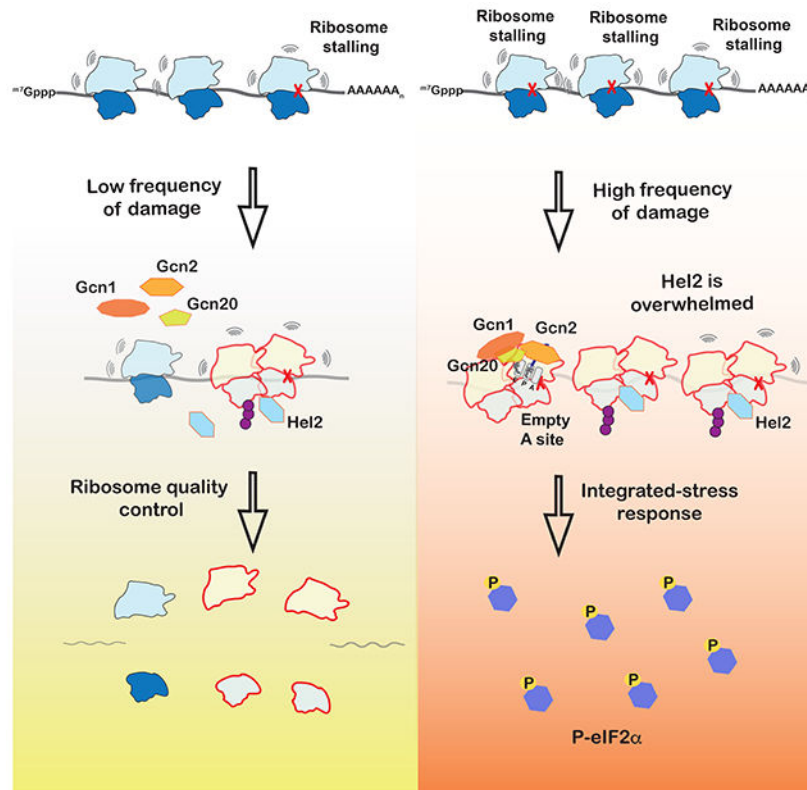 Ribosome
stalling
m⁷Gppp
AAAAAAₙ
Low frequency
of damage
Gcn2
Gcn1
Gcn20
Hel2
Ribosome quality
control
Ribosome
stalling
Ribosome
stalling
Ribosome
stalling
m⁷Gppp
AAAAAA
High frequency
of damage
Hel2 is
overwhelmed
Gcn1
Gcn2
Gcn20
P A
Empty
A site
Hel2
Integrated-stress
response
P
P
P
P
P
P
P-eIF2α